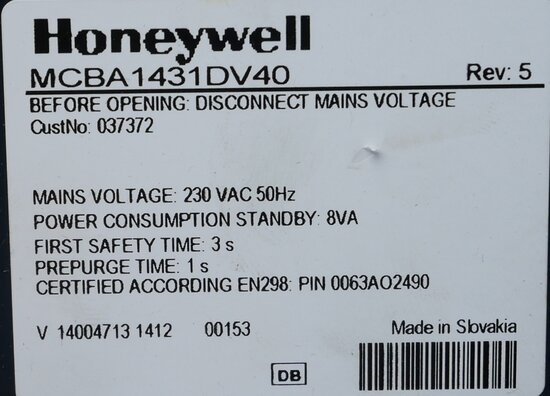 Honeywell
MCBA1431DV40 Rev: 5
BEFORE OPENING: DISCONNECT MAINS VOLTAGE
CustNo: 037372
MAINS VOLTAGE: 230 VAC 50Hz
POWER CONSUMPTION STANDBY: 8VA
FIRST SAFETY TIME: 3 s
PREPURGE TIME: 1 s
CERTIFIED ACCORDING EN298: PIN 0063AO2490
V 14004713 1412 00153 Made in Slovakia
DB